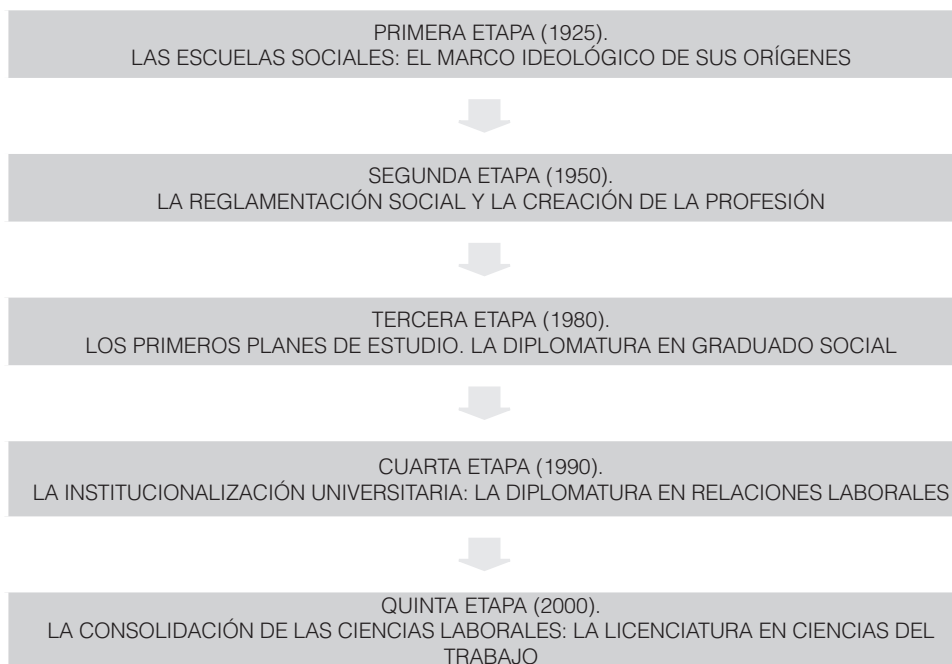 PRIMERA ETAPA (1925).
LAS ESCUELAS SOCIALES: EL MARCO IDEOLÓGICO DE SUS ORÍGENES
SEGUNDA ETAPA (1950).
LA REGLAMENTACIÓN SOCIAL Y LA CREACIÓN DE LA PROFESIÓN
TERCERA ETAPA (1980).
LOS PRIMEROS PLANES DE ESTUDIO. LA DIPLOMATURA EN GRADUADO SOCIAL
CUARTA ETAPA (1990).
LA INSTITUCIONALIZACIÓN UNIVERSITARIA: LA DIPLOMATURA EN RELACIONES LABORALES
QUINTA ETAPA (2000).
LA CONSOLIDACIÓN DE LAS CIENCIAS LABORALES: LA LICENCIATURA EN CIENCIAS DEL
TRABAJO